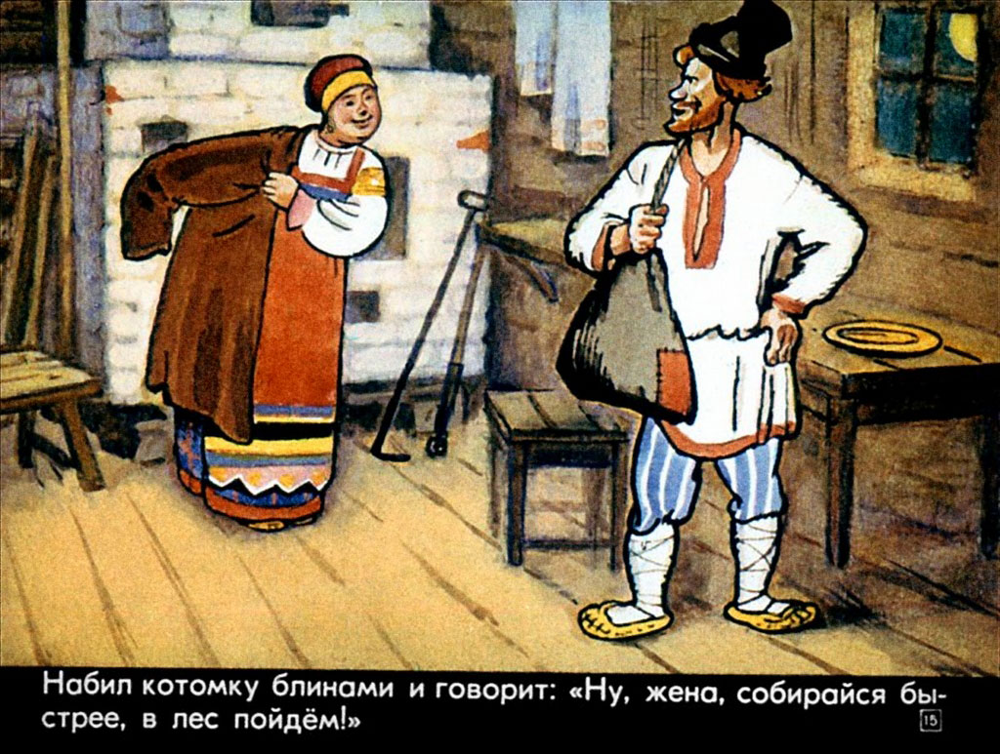 Набил котомку блинами и говорит: «Ну, жена, собирайся бы-
стрее, в лес пойдём!»
15